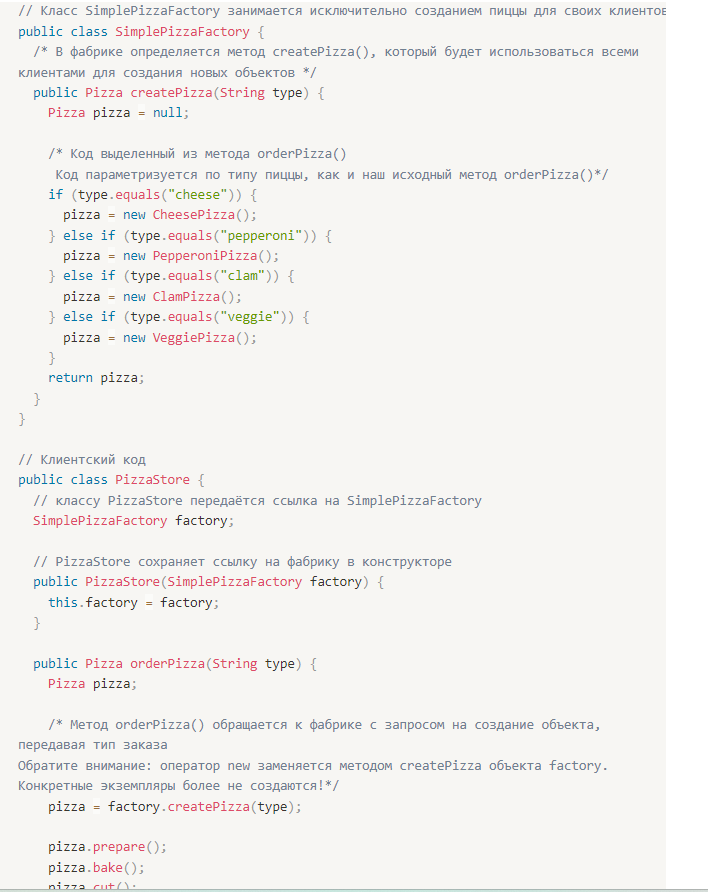 // Класс SimplePizzaFactory занимается исключительно созданием пиццы для своих клиентов
public class SimplePizzaFactory {
/* В фабрике определяется метод createPizza(), который будет использоваться всеми
клиентами для создания новых объектов */
public Pizza createPizza(String type) {
Pizza pizza = null;
/* Код выделенный из метода orderPizza()
Код параметризуется по типу пиццы, как и наш исходный метод orderPizza()*/
if (type.equals("cheese")) {
pizza = new CheesePizza();
} else if (type.equals("pepperoni")) {
pizza = new PepperoniPizza();
} else if (type.equals("clam")) {
pizza = new ClamPizza();
} else if (type.equals("veggie")) {
pizza = new VeggiePizza();
}
return pizza;
}
}
// Клиентский код
public class PizzaStore {
// классу PizzaStore передаётся ссылка на SimplePizzaFactory
SimplePizzaFactory factory;
// PizzaStore сохраняет ссылку на фабрику в конструкторе
public PizzaStore(SimplePizzaFactory factory) {
this.factory = factory;
}
public Pizza orderPizza(String type) {
Pizza pizza;
/* Метод orderPizza() обращается к фабрике с запросом на создание объекта,
передавая тип заказа
Обратите внимание: оператор new заменяется методом createPizza объекта factory.
Конкретные экземпляры более не создаются!*/
pizza = factory.createPizza(type);
pizza.prepare();
pizza.bake();
pizza.cut();